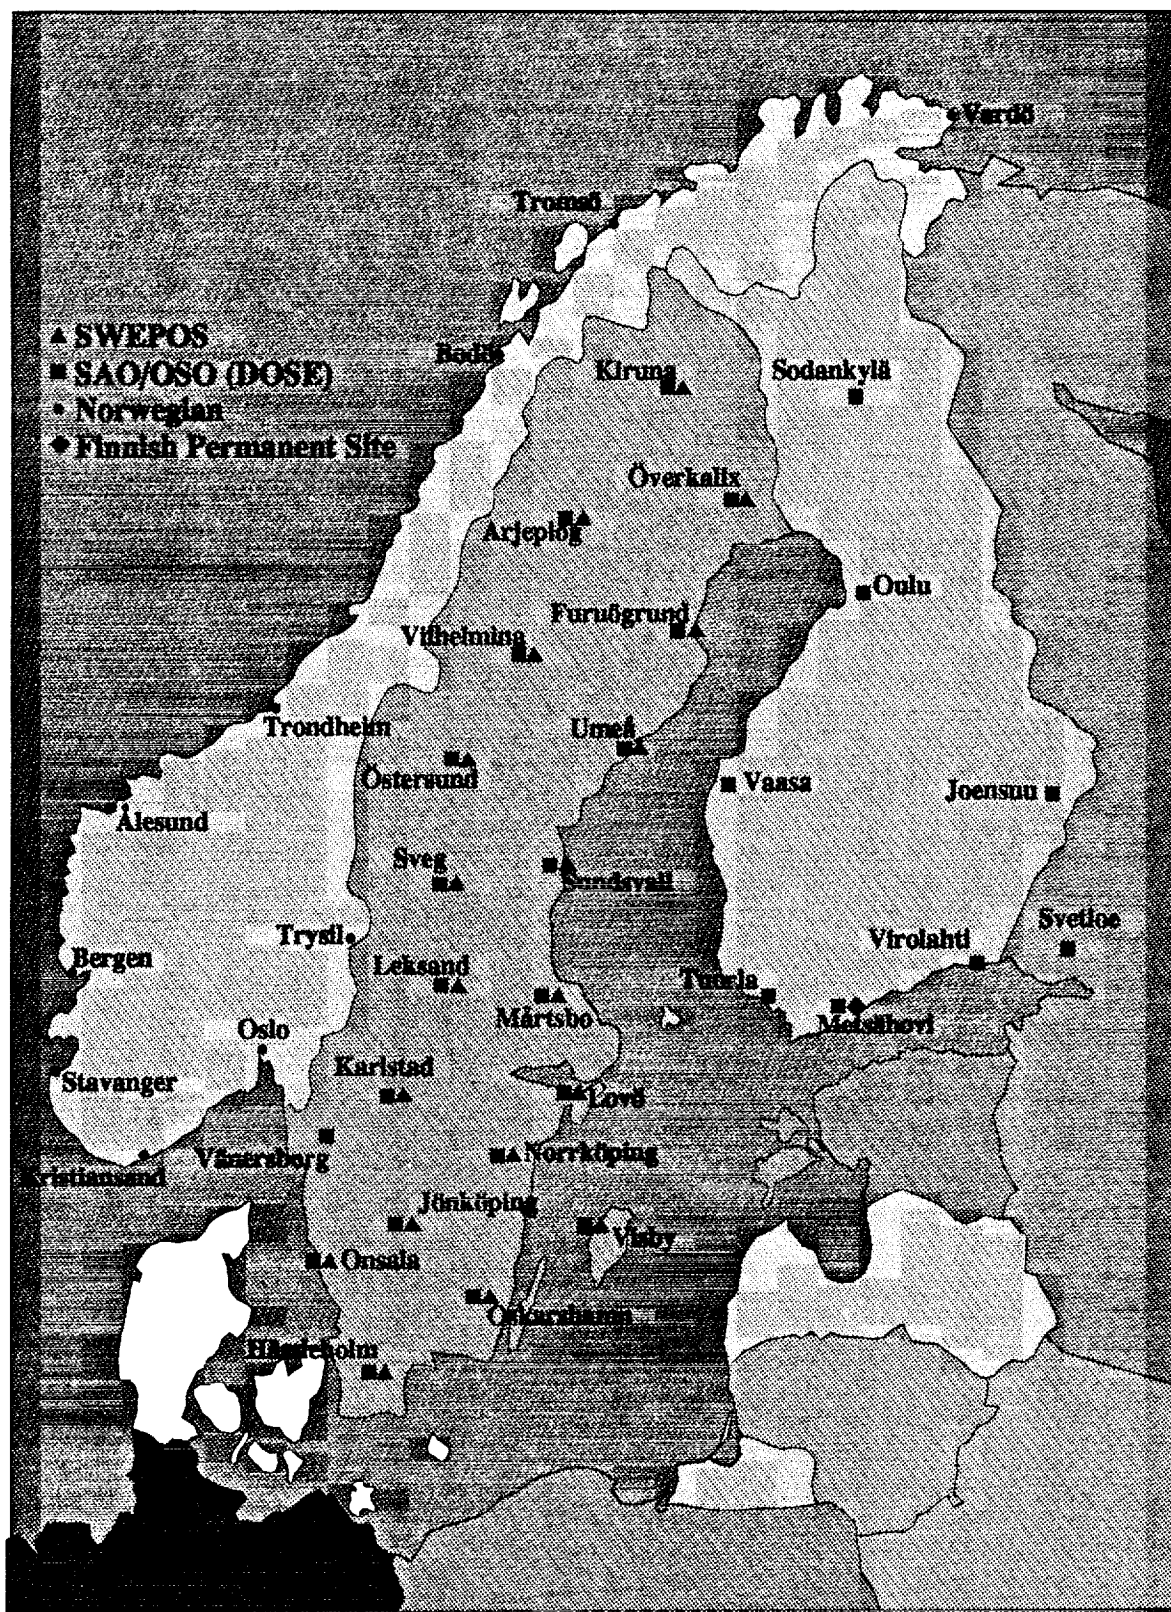 Vardö
Tromsö
▲ SWEPOS
■ SAO/OSO (DOSE)
• Norwegian
◆ Finnish Permanent Site
Bodö
Kiruna
Sodankylä
Överkalix
Arjeplog
Oulu
Furuögrund
Vilhelmina
Trondheim
Umeå
Östersund
Vaasa
Joensuu
Ålesund
Sveg
Sundsvall
Svetloe
Trysil
Virolahti
Bergen
Leksand
Tuorla
Mårtsbo
Metsähovi
Oslo
Stavanger
Karlstad
Lovö
Vänersborg
Norrköping
Kristiansand
Jönköping
Visby
Onsala
Oskarshamn
Hässleholm